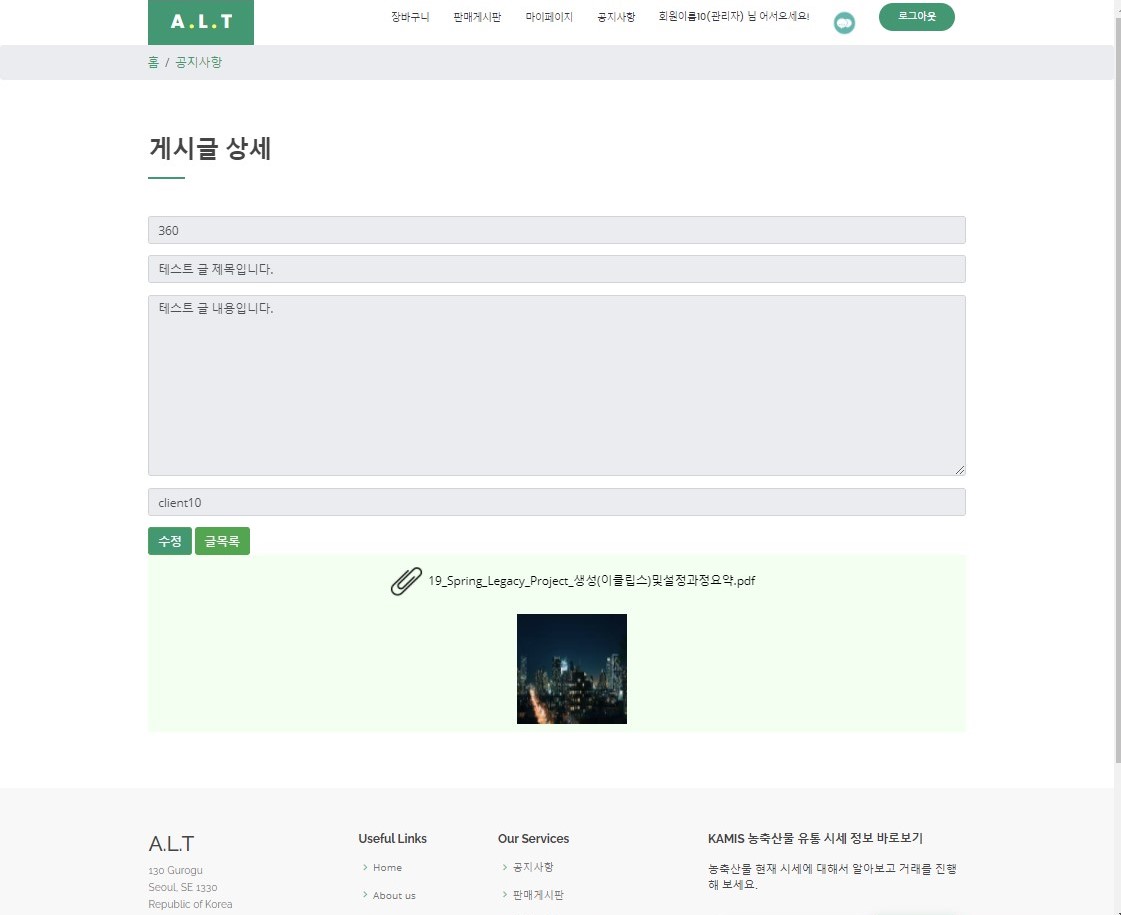 A.L.T
장바구니 판매게시판 마이페이지 공지사항 회원이름10(관리자) 님 어서오세요! 로그아웃
홈 / 공지사항
게시글 상세
360
테스트 글 제목입니다.
테스트 글 내용입니다.
client10
수정 글목록
19_Spring_Legacy_Project_생성(이클립스)및설정과정요약.pdf
A.L.T
130 Gurogu
Seoul, SE 1330
Republic of Korea
Useful Links
Home
About us
Our Services
공지사항
판매게시판
KAMIS 농축산물 유통 시세 정보 바로보기
농축산물 현재 시세에 대해서 알아보고 거래를 진행
해 보세요.